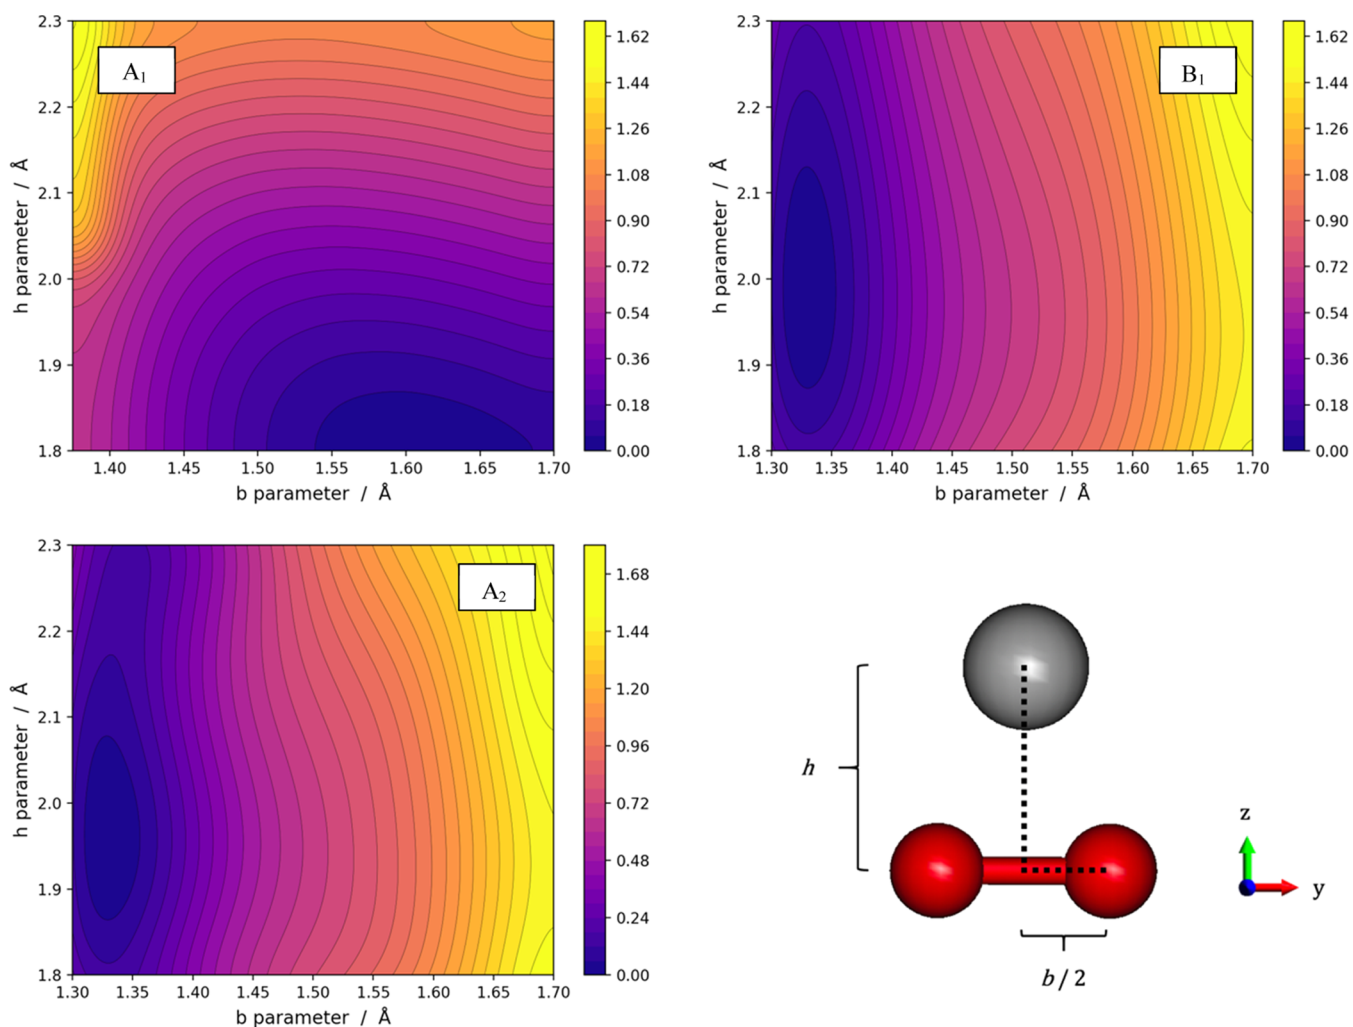 A₁
h parameter / Å
2.3
2.2
2.1
2.0
1.9
1.8
1.40 1.45 1.50 1.55 1.60 1.65 1.70
b parameter / Å
1.62
1.44
1.26
1.08
0.90
0.72
0.54
0.36
0.18
0.00
B₁
h parameter / Å
2.3
2.2
2.1
2.0
1.9
1.8
1.30 1.35 1.40 1.45 1.50 1.55 1.60 1.65 1.70
b parameter / Å
1.62
1.44
1.26
1.08
0.90
0.72
0.54
0.36
0.18
0.00
A₂
h parameter / Å
2.3
2.2
2.1
2.0
1.9
1.8
1.30 1.35 1.40 1.45 1.50 1.55 1.60 1.65 1.70
b parameter / Å
1.68
1.44
1.20
0.96
0.72
0.48
0.24
0.00
h
b / 2
z
y